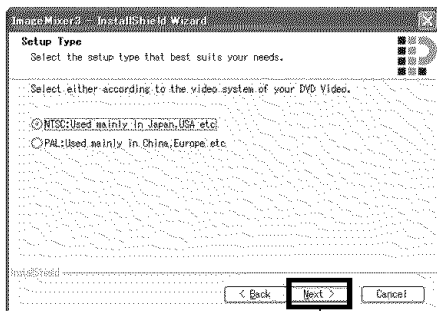 ImageMixer3 - InstallShield Wizard
Setup Type
Select the setup type that best suits your needs.
Select either according to the video system of your DVD Video.
NTSC:Used mainly in Japan,USA etc
PAL:Used mainly in China,Europe etc
InstallShield
< Back
Next >
Cancel